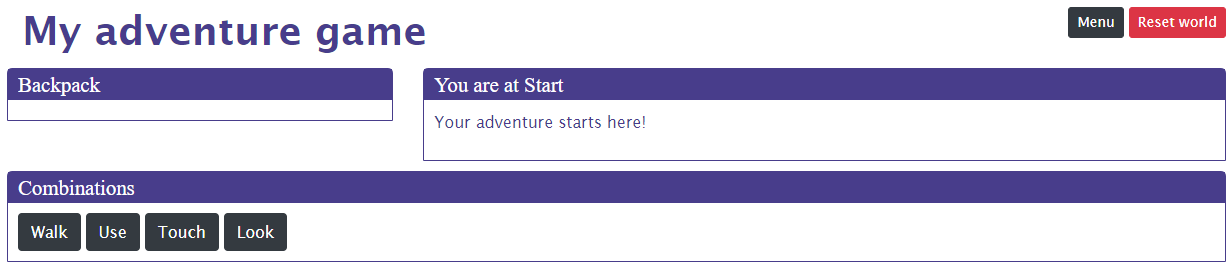 My adventure game
Menu
Reset world
Backpack
You are at Start
Your adventure starts here!
Combinations
Walk
Use
Touch
Look